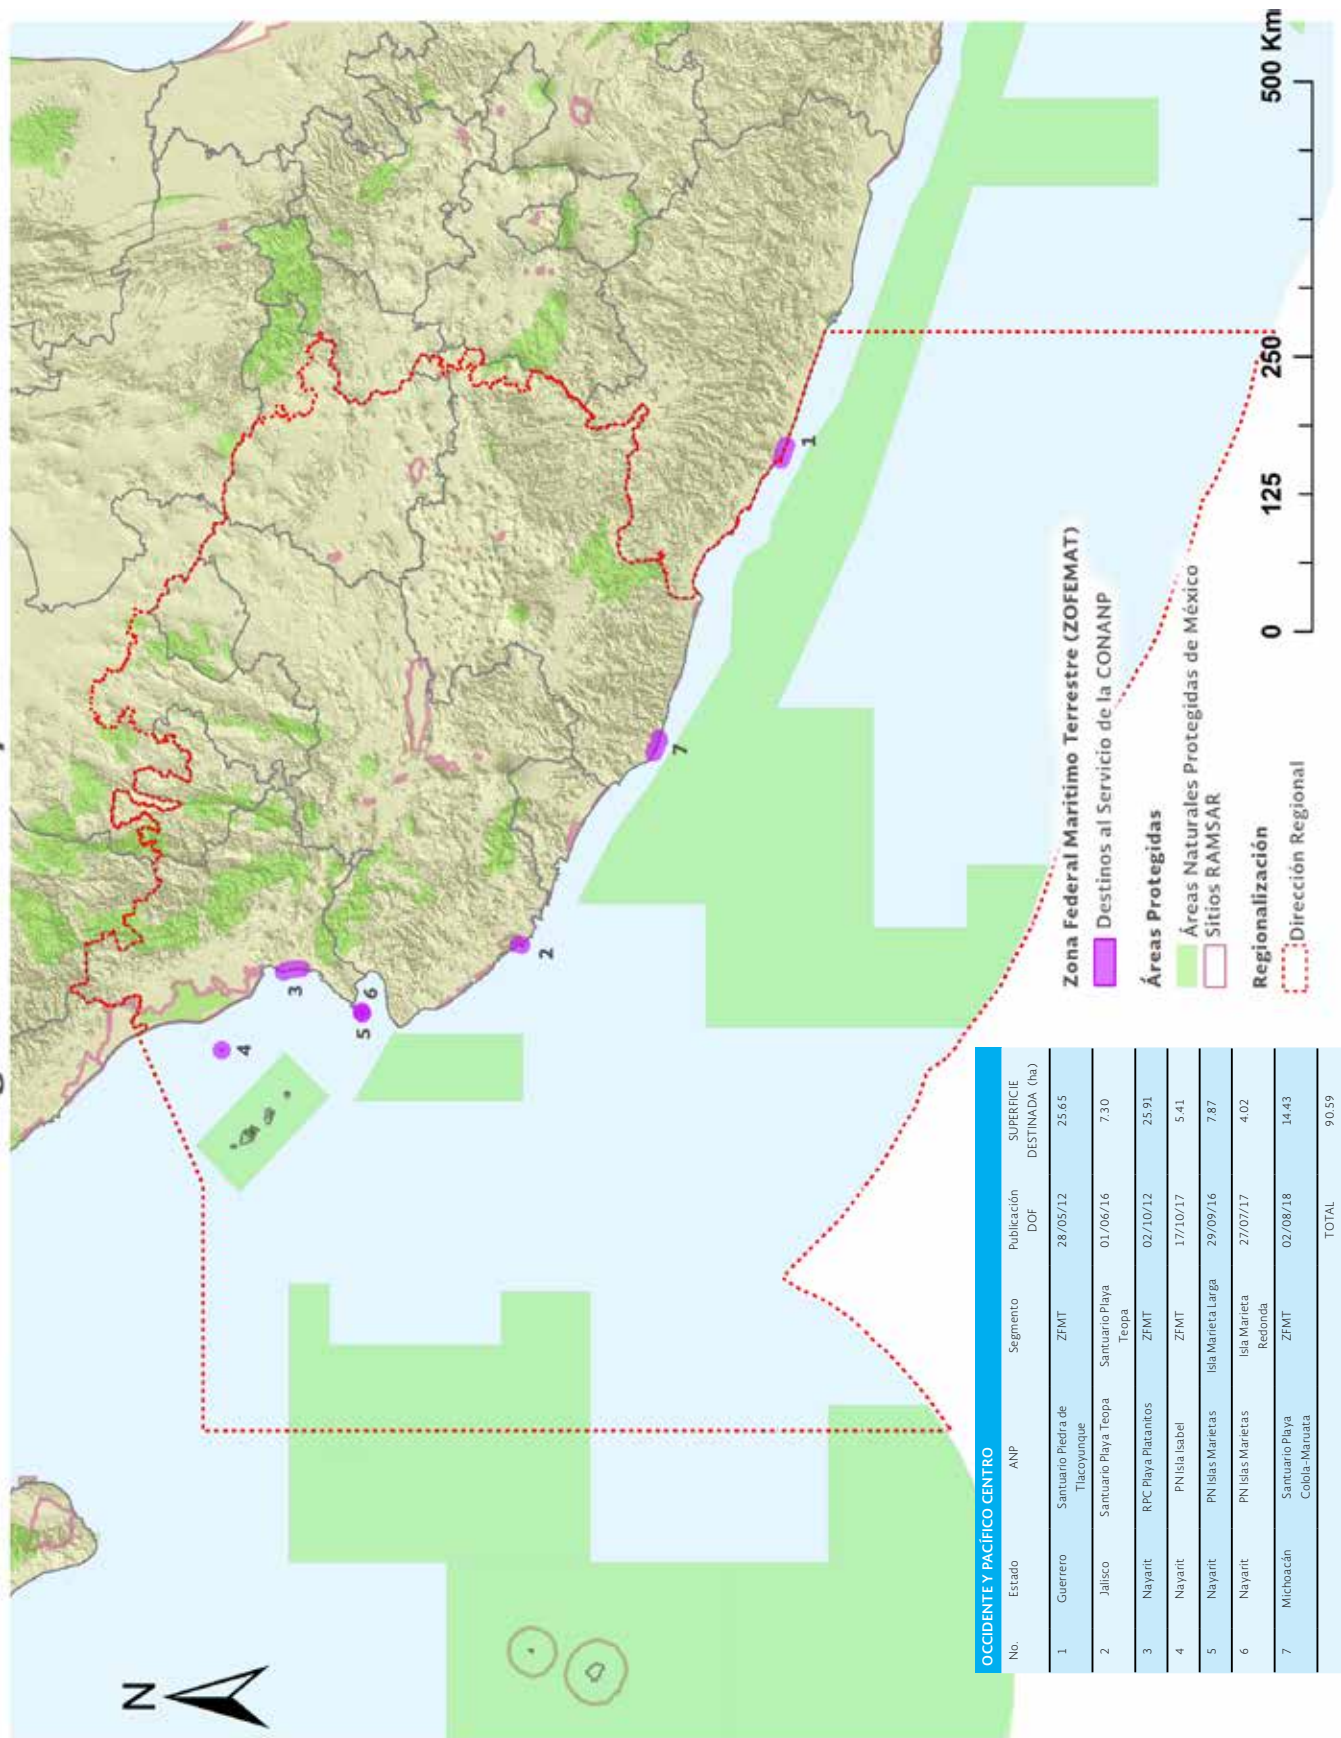 N
4
3
5
6
2
7
1
Zona Federal Maritimo Terrestre (ZOFEMAT)
Destinos al Servicio de la CONANP
Áreas Protegidas
Áreas Naturales Protegidas de México
Sitios RAMSAR
Regionalización
Dirección Regional
0 125 250 500 Km
OCCIDENTE Y PACÍFICO CENTRO
No. Estado ANP Segmento Publicación DOF SUPERFICIE DESTINADA (ha)
1 Guerrero Santuario Piedra de Tlacoyunque ZFMT 28/05/12 25.65
2 Jalisco Santuario Playa Teopa Santuario Playa Teopa 01/06/16 7.30
3 Nayarit RPC Playa Platanitos ZFMT 02/10/12 25.91
4 Nayarit PN Isla Isabel ZFMT 17/10/17 5.41
5 Nayarit PN Islas Marietas Isla Marieta Larga 29/09/16 7.87
6 Nayarit PN Islas Marietas Isla Marieta Redonda 27/07/17 4.02
7 Michoacán Santuario Playa Colola-Maruata ZFMT 02/08/18 14.43
TOTAL 90.59